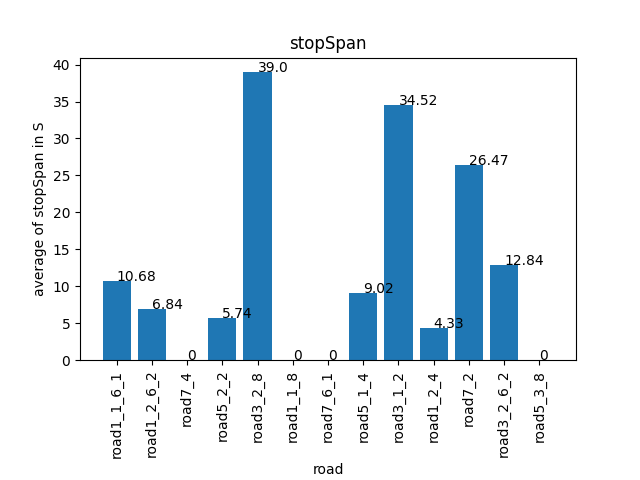 stopSpan
average of stopSpan in S
40
35
30
25
20
15
10
5
0
10.68
6.84
0
5.74
39.0
0
0
9.02
34.52
4.33
26.47
12.84
0
road1_1_6_1
road1_2_6_2
road7_4
road5_2_2
road3_2_8
road1_1_8
road7_6_1
road5_1_4
road3_1_2
road1_2_4
road7_2
road3_2_6_2
road5_3_8
road